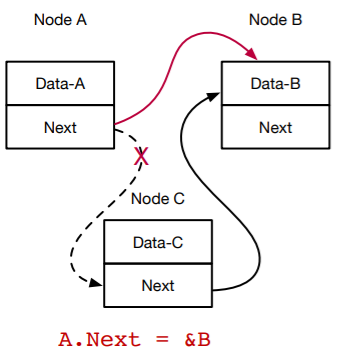 Node A
Node B
Data-A
Data-B
Next
Next
X
Node C
Data-C
Next
A.Next = &B